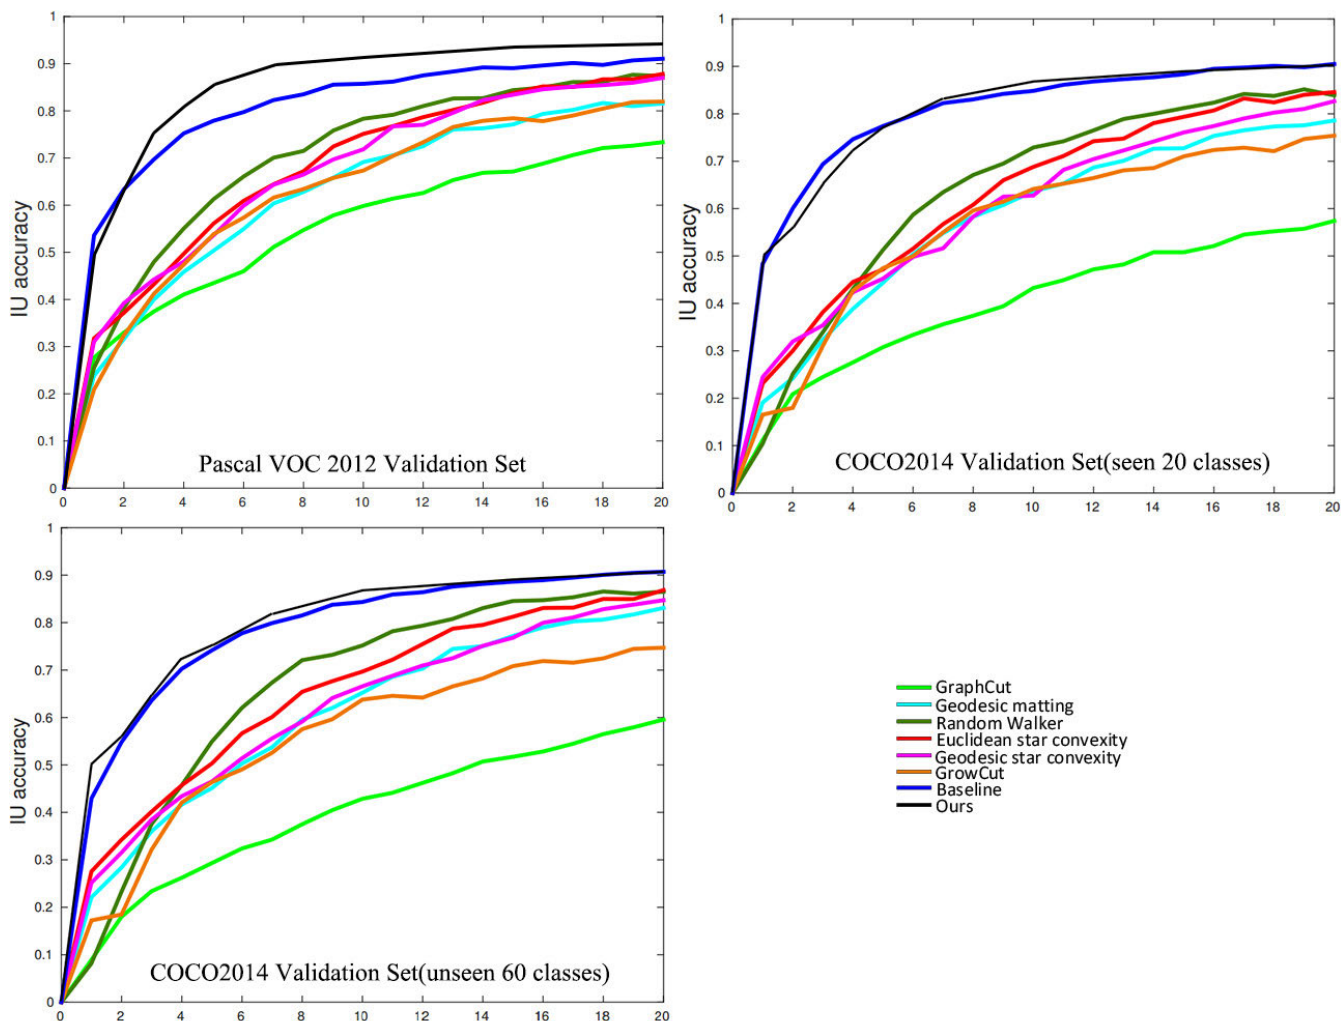 1
0.9
0.8
0.7
0.6
0.5
0.4
0.3
0.2
0.1
0
IU accuracy
Pascal VOC 2012 Validation Set
0 2 4 6 8 10 12 14 16 18 20
1
0.9
0.8
0.7
0.6
0.5
0.4
0.3
0.2
0.1
0
IU accuracy
COCO2014 Validation Set(seen 20 classes)
0 2 4 6 8 10 12 14 16 18 20
1
0.9
0.8
0.7
0.6
0.5
0.4
0.3
0.2
0.1
0
IU accuracy
COCO2014 Validation Set(unseen 60 classes)
0 2 4 6 8 10 12 14 16 18 20
GraphCut
Geodesic matting
Random Walker
Euclidean star convexity
Geodesic star convexity
GrowCut
Baseline
Ours